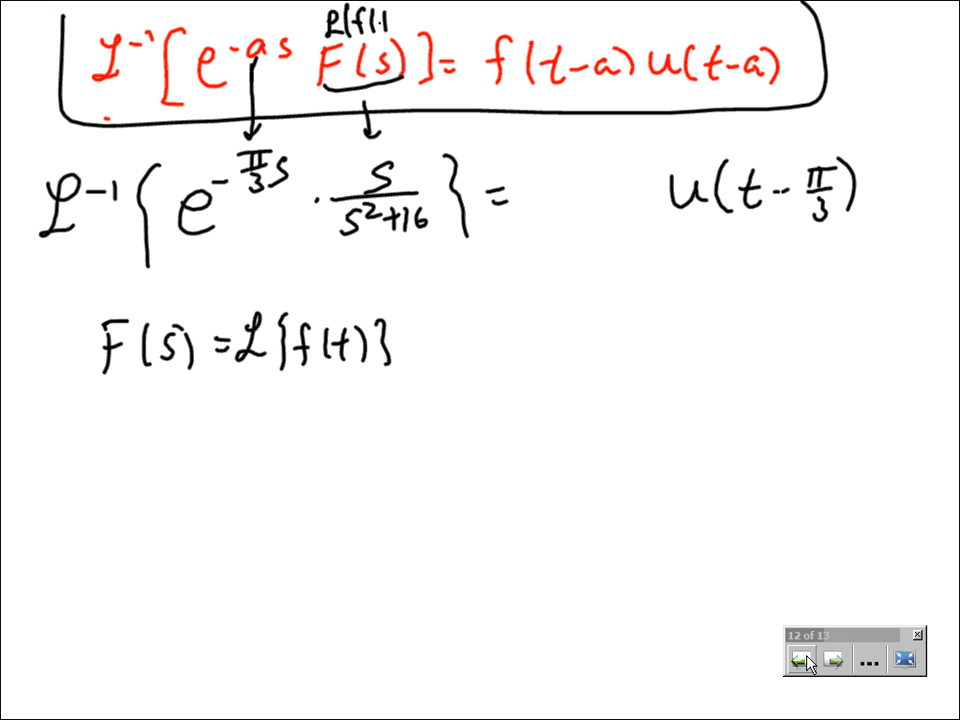 L{f(.)
ℒ⁻¹[e^{-as} F(s)] = f(t-a)u(t-a)
ℒ⁻¹{e^{-π/3 s} · s/(s²+16)} = u(t - π/3)
F(s) = ℒ{f(t)}
12 of 13
...